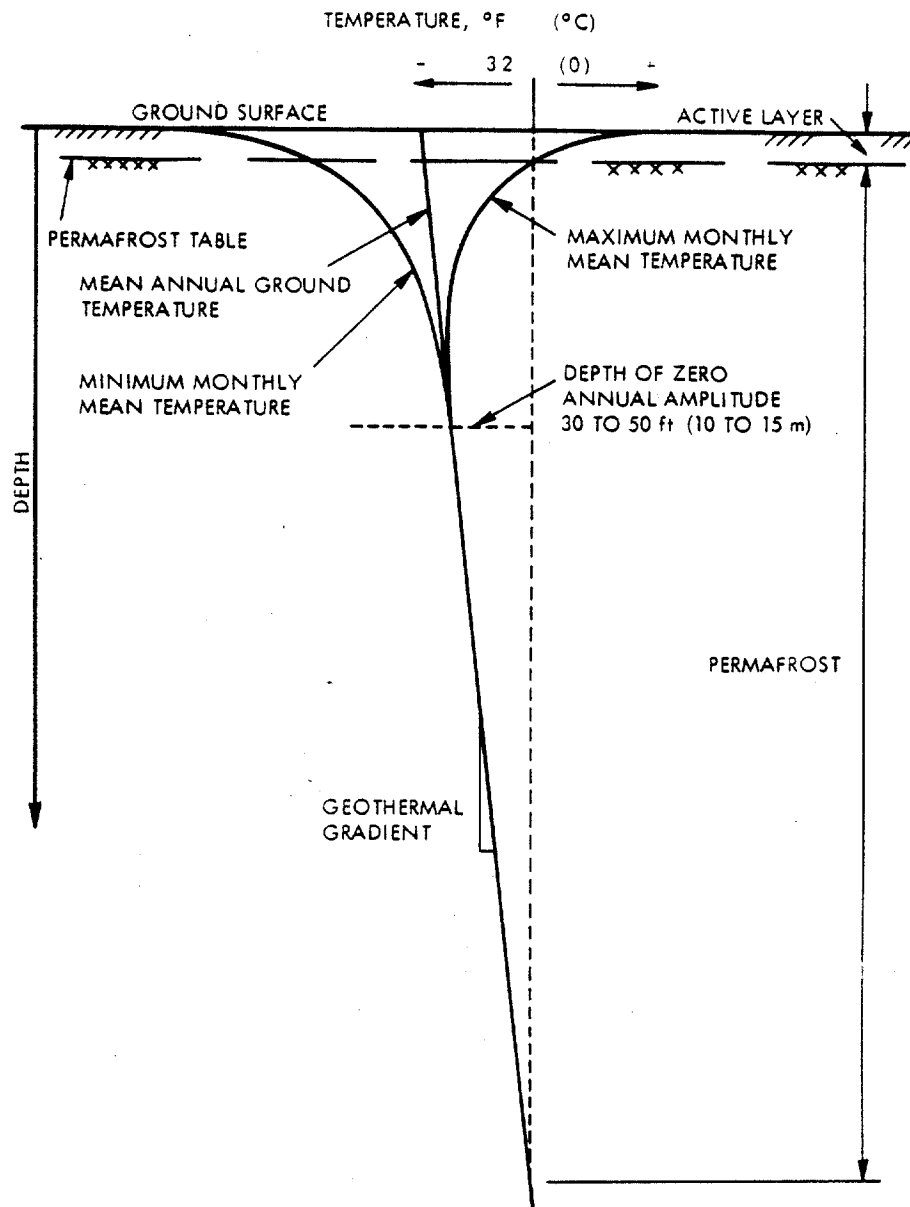 TEMPERATURE, °F (°C)
- 32 (0) +
GROUND SURFACE
ACTIVE LAYER
PERMAFROST TABLE
MAXIMUM MONTHLY
MEAN TEMPERATURE
MEAN ANNUAL GROUND
TEMPERATURE
MINIMUM MONTHLY
MEAN TEMPERATURE
DEPTH OF ZERO
ANNUAL AMPLITUDE
30 TO 50 ft (10 TO 15 m)
DEPTH
PERMAFROST
GEOTHERMAL
GRADIENT